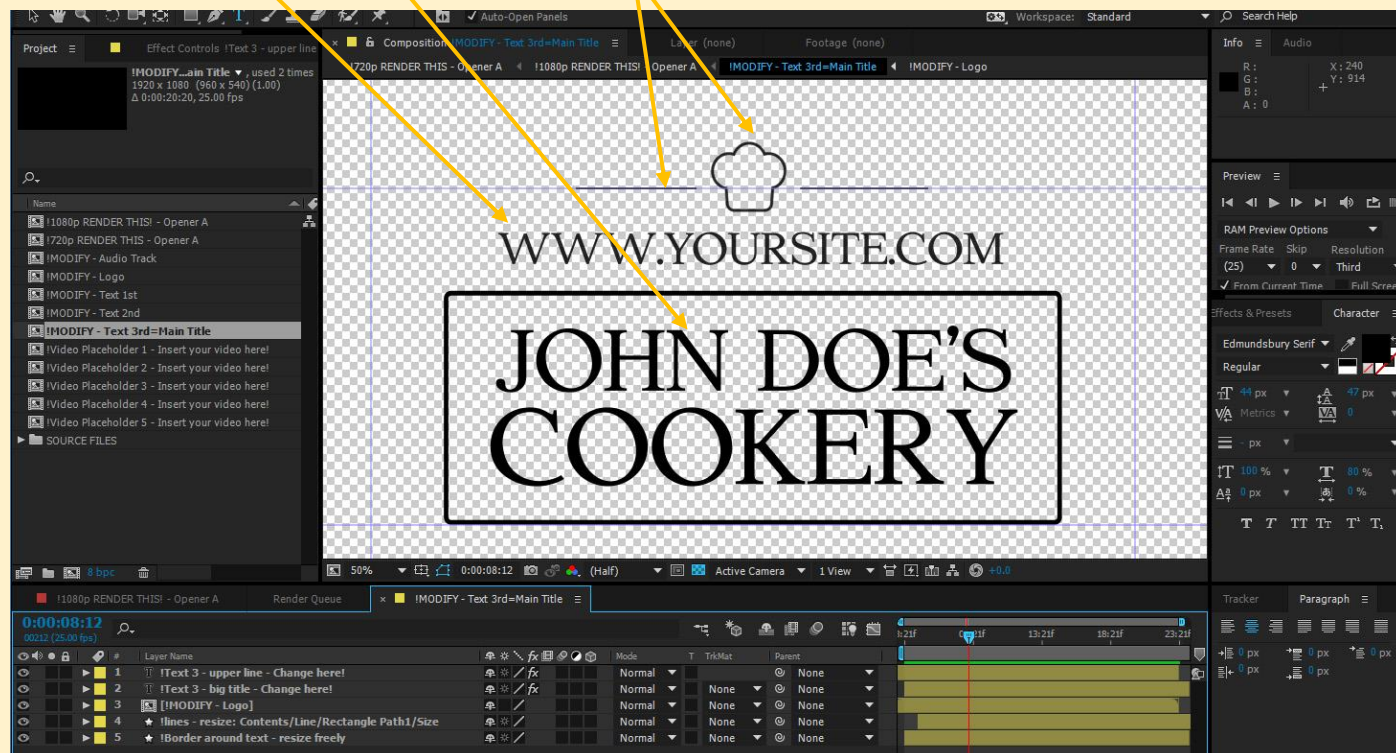 Auto-Open Panels
Workspace: Standard
Search Help
Project
Effect Controls !Text 3 - upper line
Composition !MODIFY - Text 3rd=Main Title
Layer (none)
Footage (none)
Info
Audio
!720p RENDER THIS - Opener A
!1080p RENDER THIS! - Opener A
!MODIFY - Text 3rd=Main Title
!MODIFY - Logo
!MODIFY...ain Title ▼ , used 2 times
1920 x 1080 (960 x 540) (1.00)
Δ 0:00:20:20, 25.00 fps
R :
G :
B :
A : 0
X : 240
Y : 914
Name
!1080p RENDER THIS! - Opener A
!720p RENDER THIS - Opener A
!MODIFY - Audio Track
!MODIFY - Logo
!MODIFY - Text 1st
!MODIFY - Text 2nd
!MODIFY - Text 3rd=Main Title
!Video Placeholder 1 - Insert your video here!
!Video Placeholder 2 - Insert your video here!
!Video Placeholder 3 - Insert your video here!
!Video Placeholder 4 - Insert your video here!
!Video Placeholder 5 - Insert your video here!
SOURCE FILES
8 bpc
WWW.YOURSITE.COM
JOHN DOE'S
COOKERY
50%
0:00:08:12
(Half)
Active Camera
1 View
+0.0
Preview
RAM Preview Options
Frame Rate Skip Resolution
(25) 0 Third
From Current Time Full Scree
Effects & Presets
Character
Edmundsbury Serif
Regular
44 px 47 px
Metrics 0
- px
100 % 80 %
0 px 0 %
T T TT Tт T¹ T₁
!1080p RENDER THIS! - Opener A
Render Queue
!MODIFY - Text 3rd=Main Title
Tracker
Paragraph
0:00:08:12
00212 (25.00 fps)
13:21f
18:21f
23:21f
# Layer Name
Mode
T TrkMat
Parent
1 !Text 3 - upper line - Change here! Normal None
2 !Text 3 - big title - Change here! Normal None None
3 [!MODIFY - Logo] Normal None None
4 !lines - resize: Contents/Line/Rectangle Path1/Size Normal None None
5 !Border around text - resize freely Normal None None
0 px 0 px 0 px
0 px 0 px